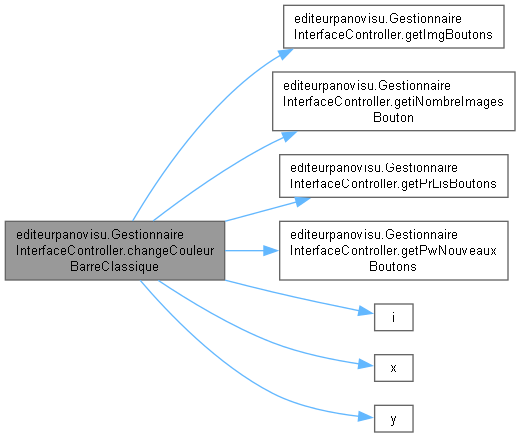 editeurpanovisu.Gestionnaire
InterfaceController.getImgBoutons
editeurpanovisu.Gestionnaire
InterfaceController.getiNombreImages
Bouton
editeurpanovisu.Gestionnaire
InterfaceController.getPrLisBoutons
editeurpanovisu.Gestionnaire
InterfaceController.changeCouleur
BarreClassique
editeurpanovisu.Gestionnaire
InterfaceController.getPwNouveaux
Boutons
i
x
y